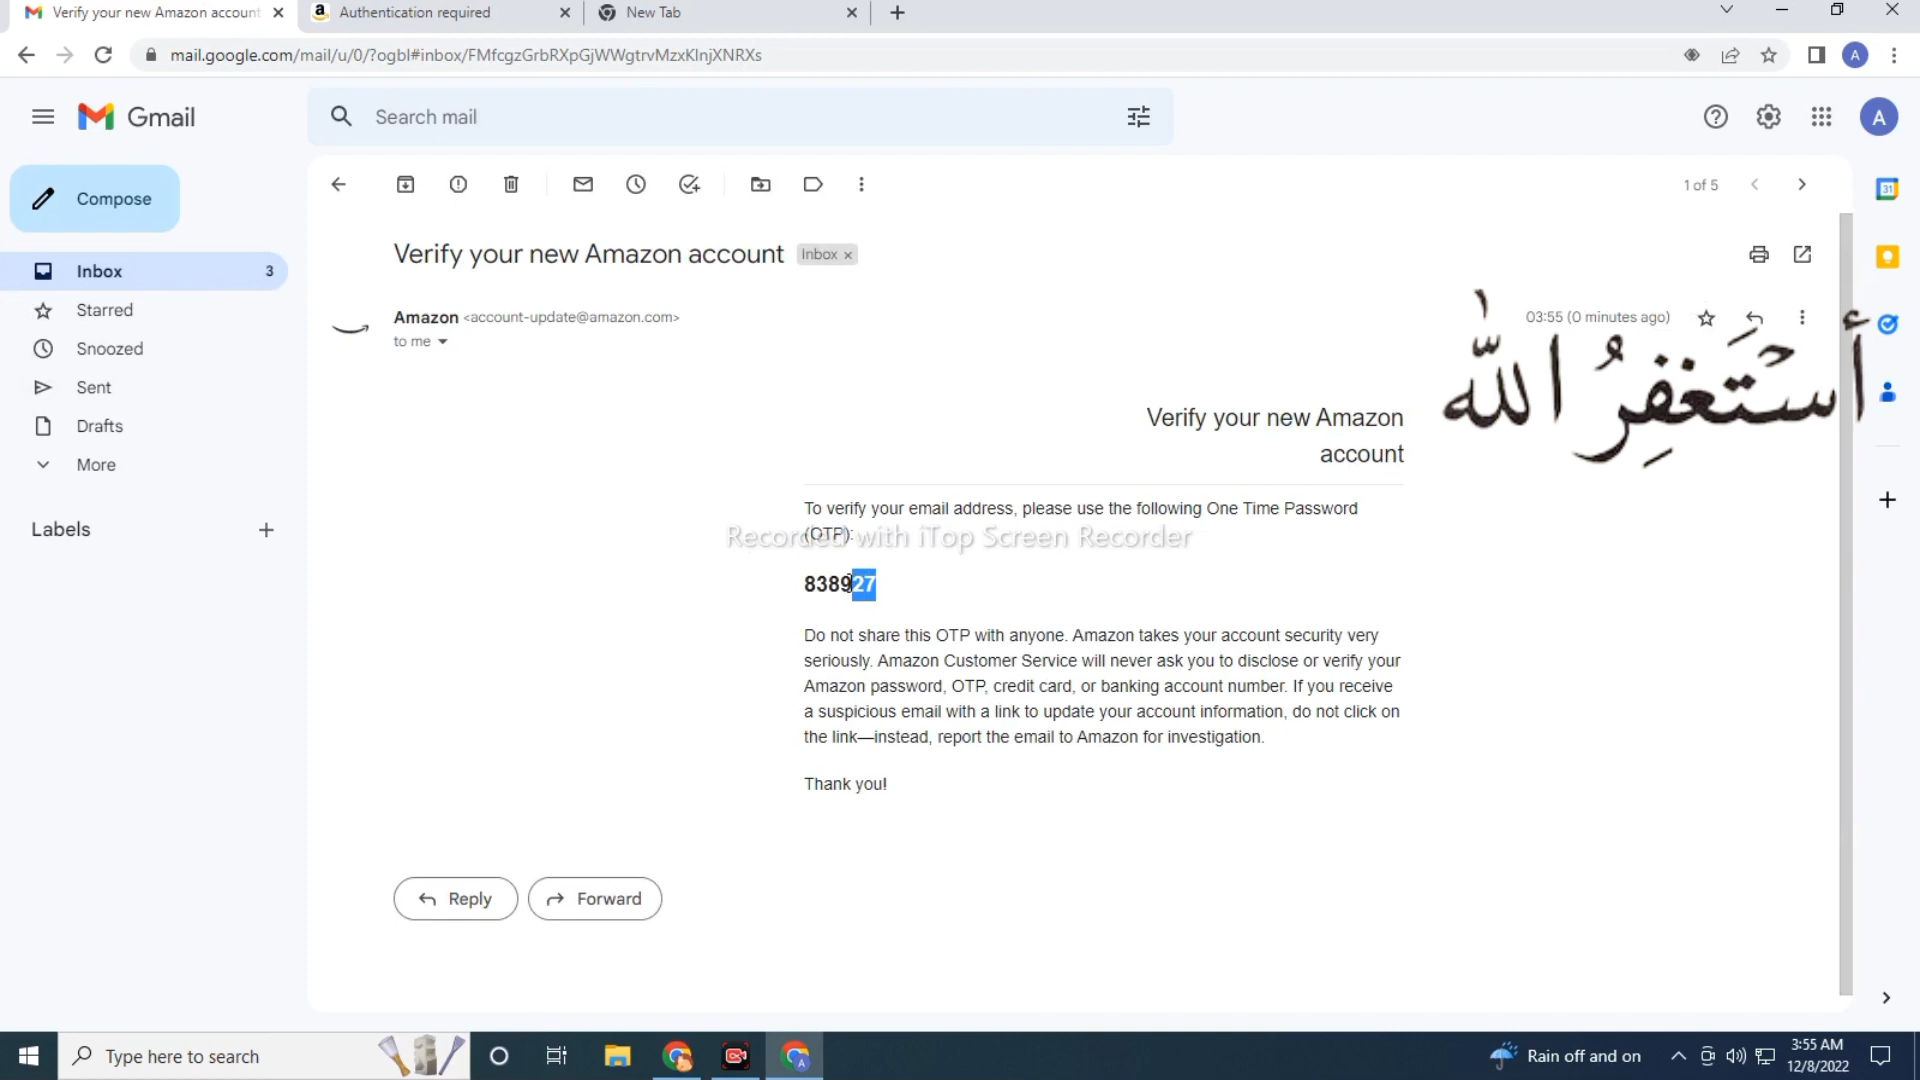 Verify your new Amazon account
Authentication required
New Tab
mail.google.com/mail/u/0/?ogbl#inbox/FMfcgzGrbRXpGjWWgtrvMzxKlnjXNRXs
A
Gmail
Search mail
A
Compose
1 of 5
Inbox 3
Starred
Snoozed
Sent
Drafts
More
Labels
Verify your new Amazon account Inbox ×
Amazon <account-update@amazon.com>
03:55 (0 minutes ago)
to me
أَسْتَغْفِرُ اللّٰه
Verify your new Amazon
account
To verify your email address, please use the following One Time Password
(OTP):
Recorded with iTop Screen Recorder
838927
Do not share this OTP with anyone. Amazon takes your account security very
seriously. Amazon Customer Service will never ask you to disclose or verify your
Amazon password, OTP, credit card, or banking account number. If you receive
a suspicious email with a link to update your account information, do not click on
the link—instead, report the email to Amazon for investigation.
Thank you!
Reply
Forward
Type here to search
Rain off and on
3:55 AM
12/8/2022